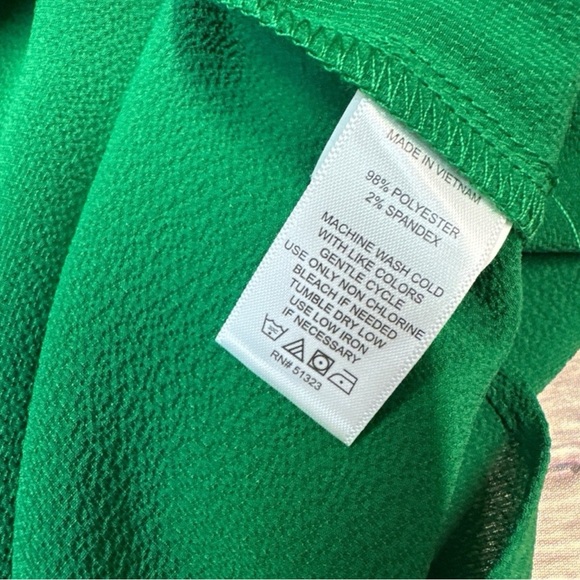 MADE IN VIETNAM
98% POLYESTER
2% SPANDEX
MACHINE WASH COLD
WITH LIKE COLORS
GENTLE CYCLE
USE ONLY NON CHLORINE
BLEACH IF NEEDED
TUMBLE DRY LOW
USE LOW IRON
IF NECESSARY
RN# 51323